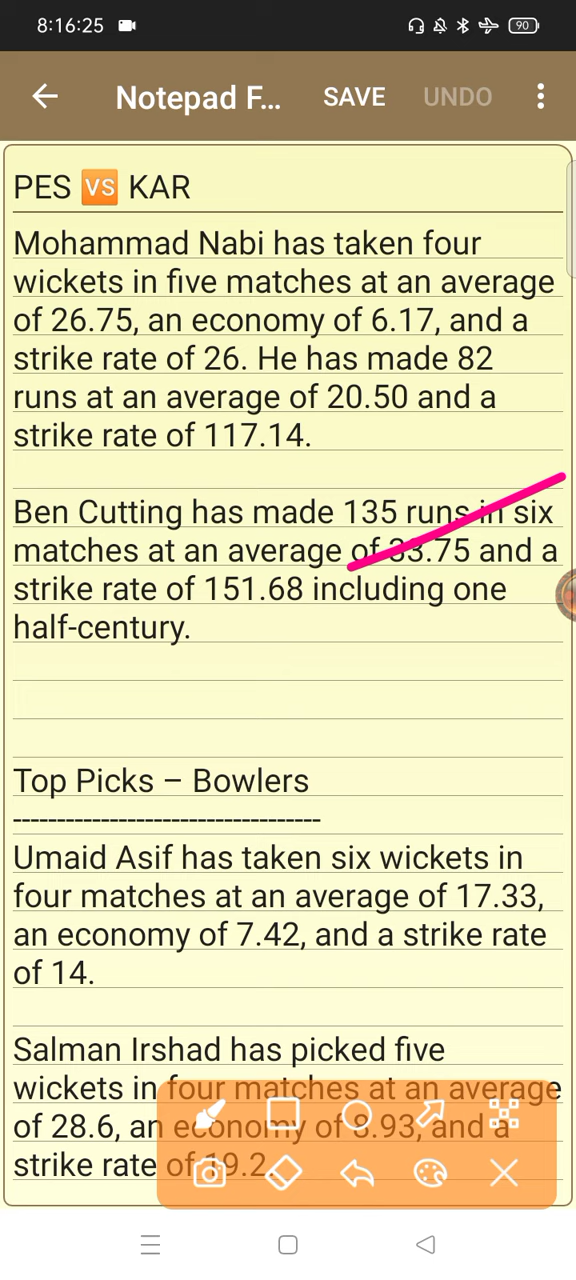 8:16:25
90
Notepad F... SAVE UNDO
PES VS KAR
Mohammad Nabi has taken four
wickets in five matches at an average
of 26.75, an economy of 6.17, and a
strike rate of 26. He has made 82
runs at an average of 20.50 and a
strike rate of 117.14.
Ben Cutting has made 135 runs in six
matches at an average of 33.75 and a
strike rate of 151.68 including one
half-century.
Top Picks – Bowlers
-----------------------------------
Umaid Asif has taken six wickets in
four matches at an average of 17.33,
an economy of 7.42, and a strike rate
of 14.
Salman Irshad has picked five
wickets in four matches at an average
of 28.6, an economy of 8.93, and a
strike rate of 19.2.